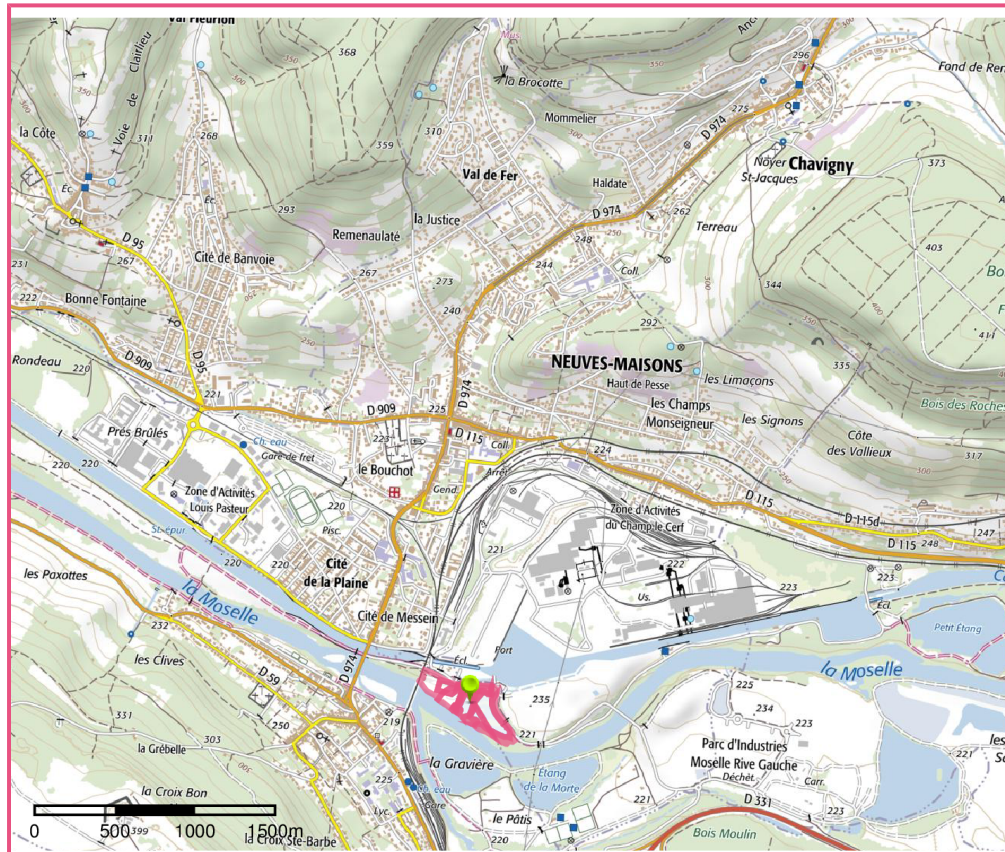 Val Fleurion
Clairlieu
de
Voie
368
300
la Brocotte
Mommelier
296
275
Fond de Ren
la Côte
311
268
310
359
Val de Fer
D 974
Noyer
St-Jacques
Chavigny
373
Ec.
Éc.
293
Haldate
D 974
262
Terreau
403
la Justice
Remenaulaté
D 95
267
Cité de Banvoie
248
250
Coll.
344
231
222
Bonne Fontaine
267
273
244
240
292
335
Rondeau
220
D 909
D 95
221
NEUVES-MAISONS
Haut de Pesse
les Limaçons
D 974
les Champs
Monseigneur
les Signons
Bois des Roches
D 909
225
D 115
Prés Brûlés
Ch. eau
Gare de fret
223
le Bouchot
Coll.
Arrêt
224
Côte
des Vallieux
317
Gend.
Zone d'Activités
Louis Pasteur
Zone d'Activités
du Champ le Cerf
D 115
D 115d
247
248
D 115
St. épur.
Pisc.
221
222
223
223
les Paxottes
220
Cité
de la Plaine
Us.
Écl.
la Moselle
Cité de Messein
Petit Étang
232
Écl.
Port
la Moselle
les Clives
D 974
D 59
235
225
234
223
331
250
219
221
la Grébelle
la Gravière
Parc d'Industries
Moselle Rive Gauche
Déchèt.
Carr.
221
Étang
de la Morte
la Croix Bon
225
Ch. eau
Gare
Lyc.
le Pâtis
221
D 331
223
399
la Croix Ste-Barbe
220
Bois Moulin
0 500 1000 1500m